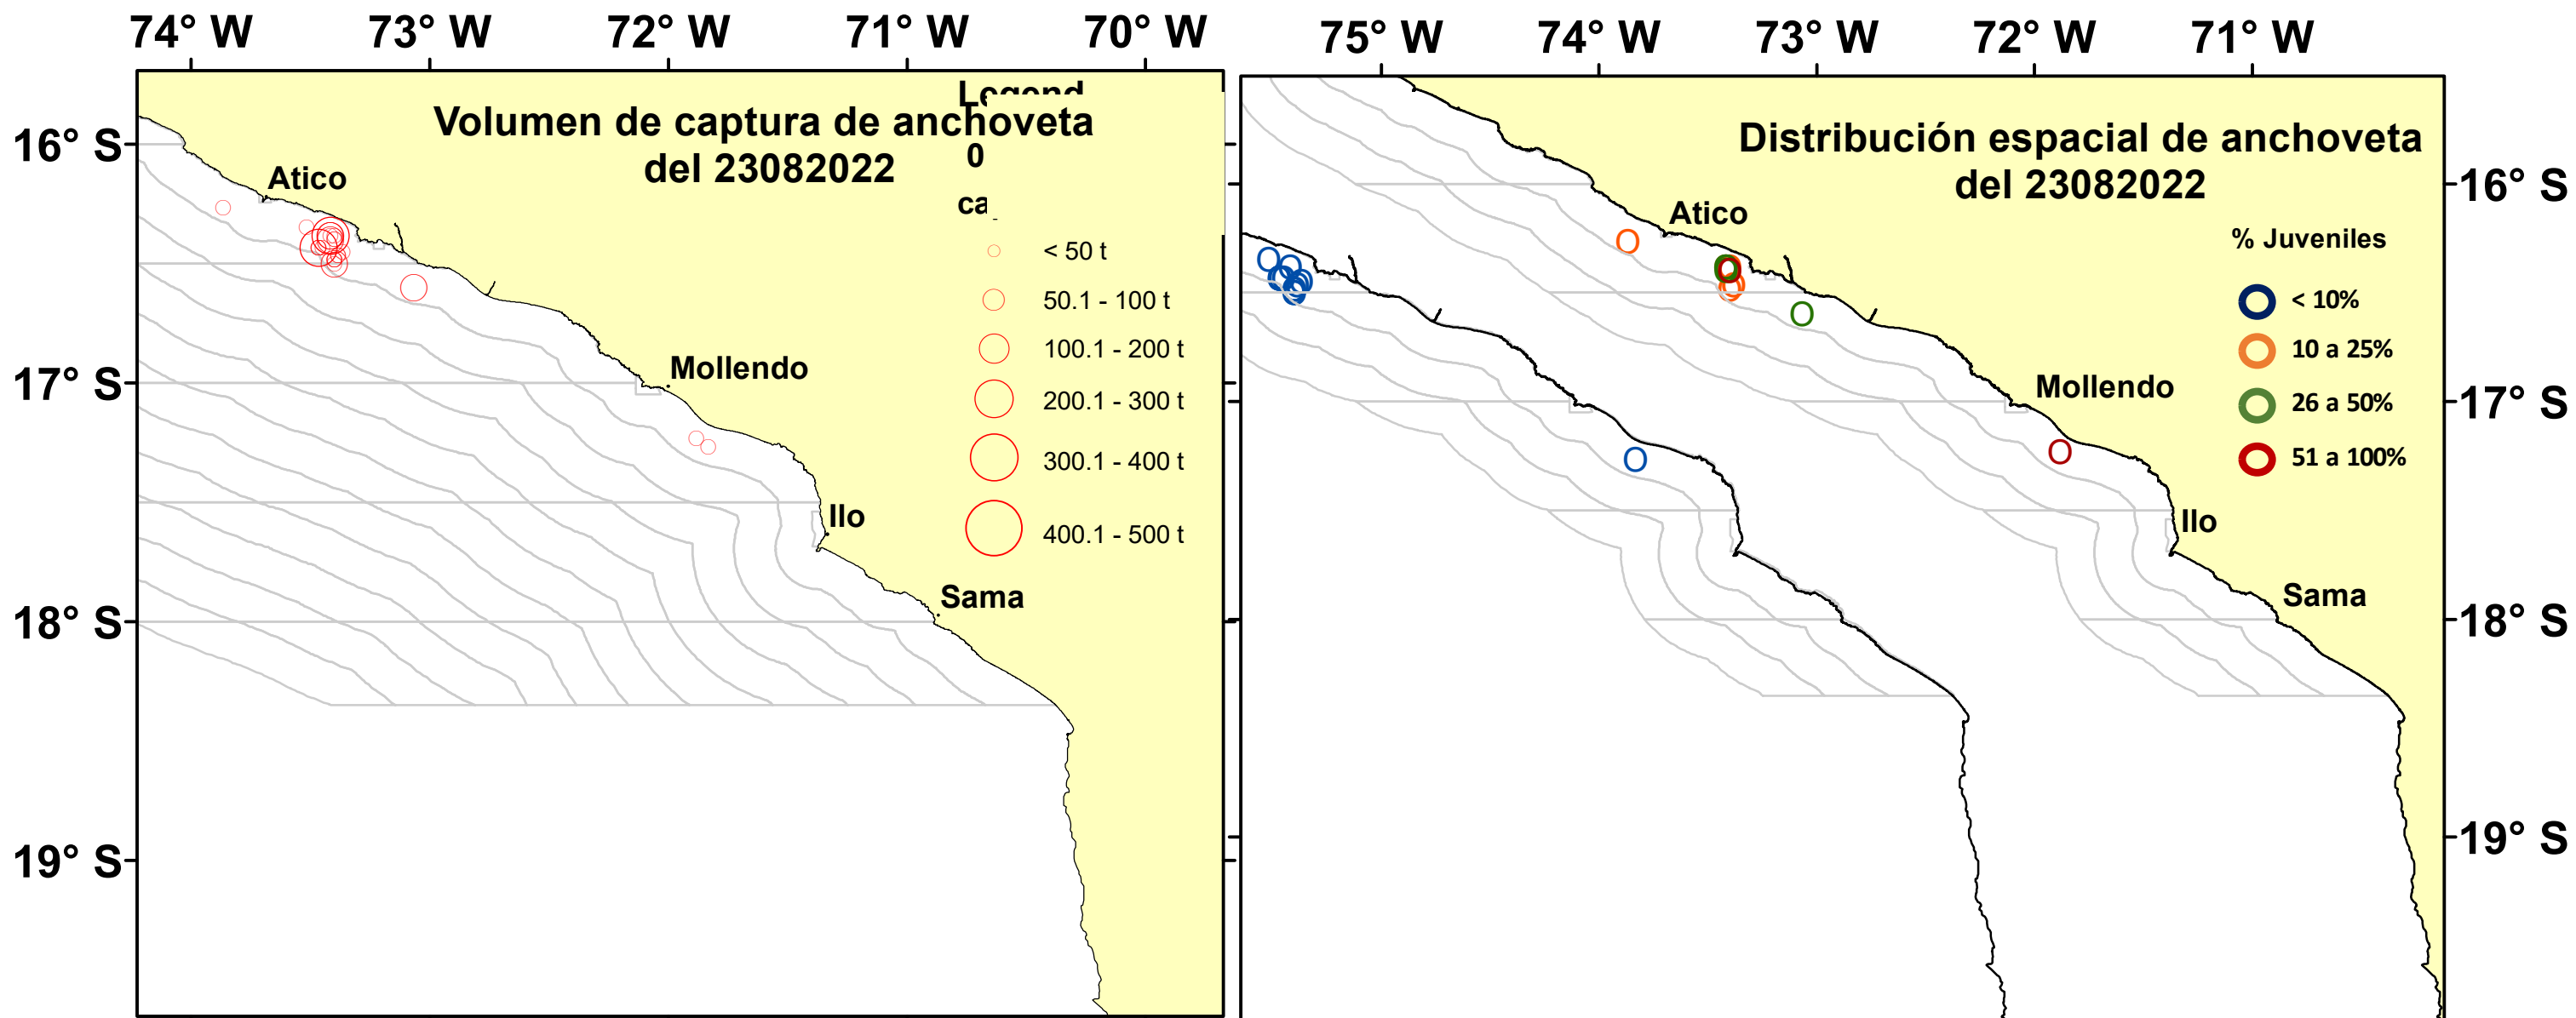 74° W 73° W 72° W 71° W 70° W
Volumen de captura de anchoveta
del 23082022
0
ca
16° S
17° S
18° S
19° S
Atico
Mollendo
Ilo
Sama
< 50 t
50.1 - 100 t
100.1 - 200 t
200.1 - 300 t
300.1 - 400 t
400.1 - 500 t
75° W 74° W 73° W 72° W 71° W
Distribución espacial de anchoveta
del 23082022
Atico
Mollendo
Ilo
Sama
% Juveniles
< 10%
10 a 25%
26 a 50%
51 a 100%
16° S
17° S
18° S
19° S